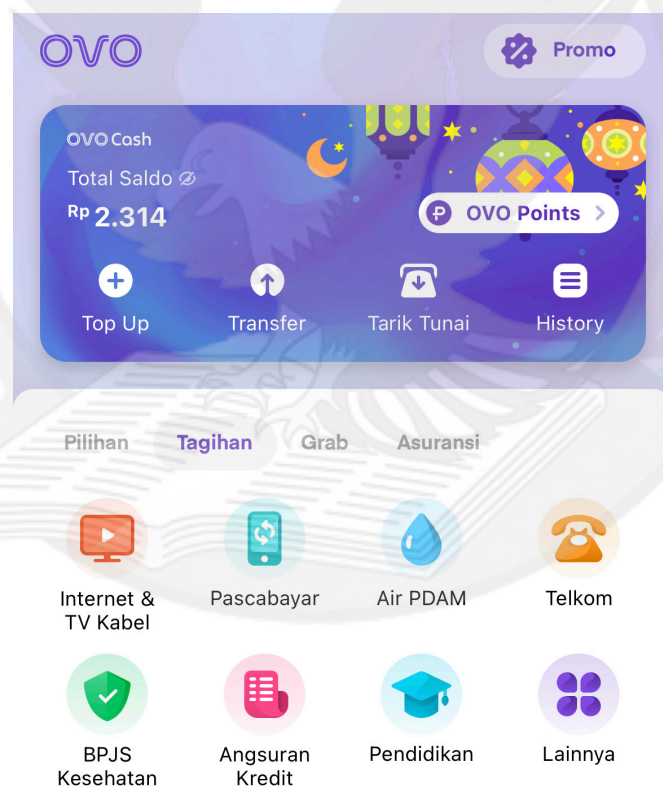 OVO
Promo
OVO Cash
Total Saldo
Rp 2.314
OVO Points
Top Up
Transfer
Tarik Tunai
History
Pilihan
Tagihan
Grab
Asuransi
Internet &
TV Kabel
Pascabayar
Air PDAM
Telkom
BPJS
Kesehatan
Angsuran
Kredit
Pendidikan
Lainnya